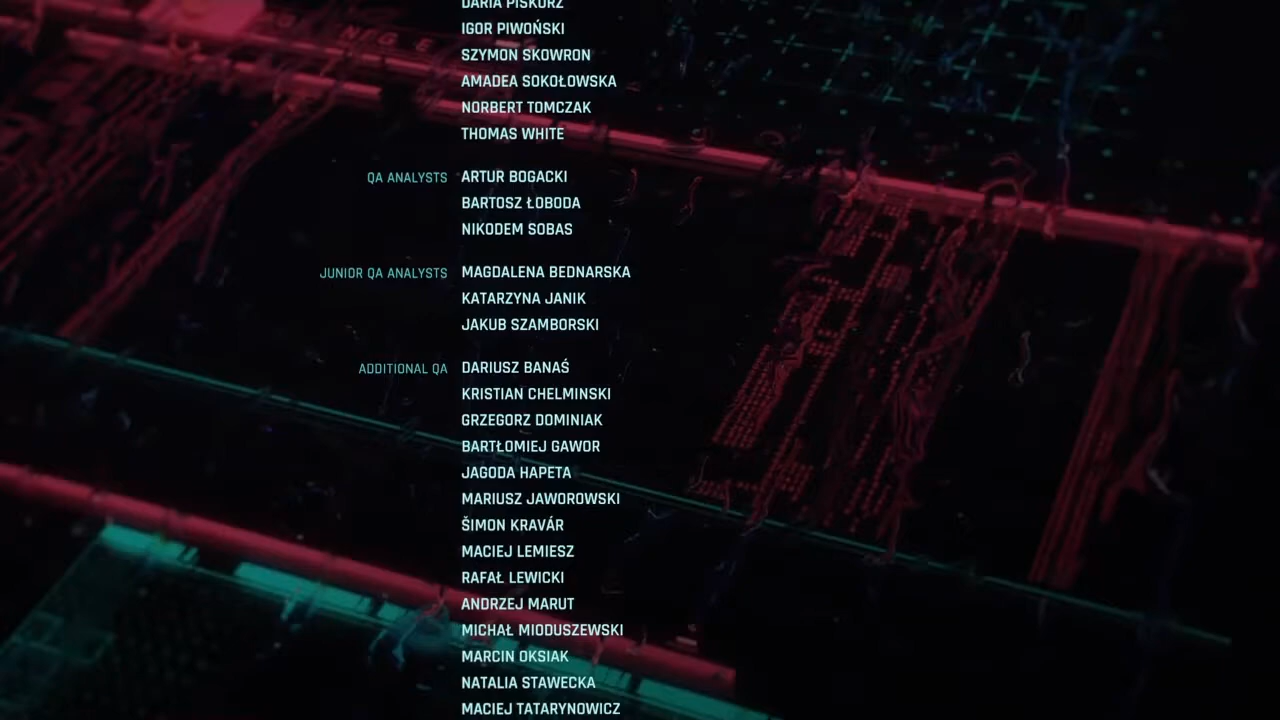 DARIA PISKORZ
IGOR PIWOŃSKI
SZYMON SKOWRON
AMADEA SOKOŁOWSKA
NORBERT TOMCZAK
THOMAS WHITE
QA ANALYSTS ARTUR BOGACKI
BARTOSZ ŁOBODA
NIKODEM SOBAS
JUNIOR QA ANALYSTS MAGDALENA BEDNARSKA
KATARZYNA JANIK
JAKUB SZAMBORSKI
ADDITIONAL QA DARIUSZ BANAŚ
KRISTIAN CHELMINSKI
GRZEGORZ DOMINIAK
BARTŁOMIEJ GAWOR
JAGODA HAPETA
MARIUSZ JAWOROWSKI
ŠIMON KRAVÁR
MACIEJ LEMIESZ
RAFAŁ LEWICKI
ANDRZEJ MARUT
MICHAŁ MIODUSZEWSKI
MARCIN OKSIAK
NATALIA STAWECKA
MACIEJ TATARYNOWICZ